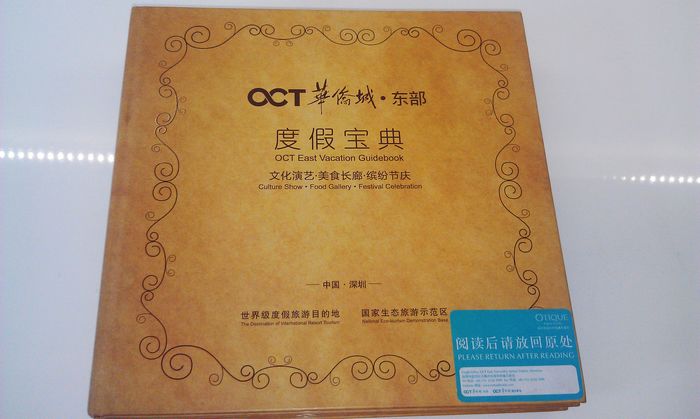 OCT 華僑城·东部
度假宝典
OCT East Vacation Guidebook
文化演艺·美食长廊·缤纷节庆
Culture Show • Food Gallery • Festival Celebration
中国·深圳
世界级度假旅游目的地 国家生态旅游示范区
The Destination of International Resort Tourism National Eco-tourism Demonstration Base
OTIQUE
阅读后请放回原处
PLEASE RETURN AFTER READING